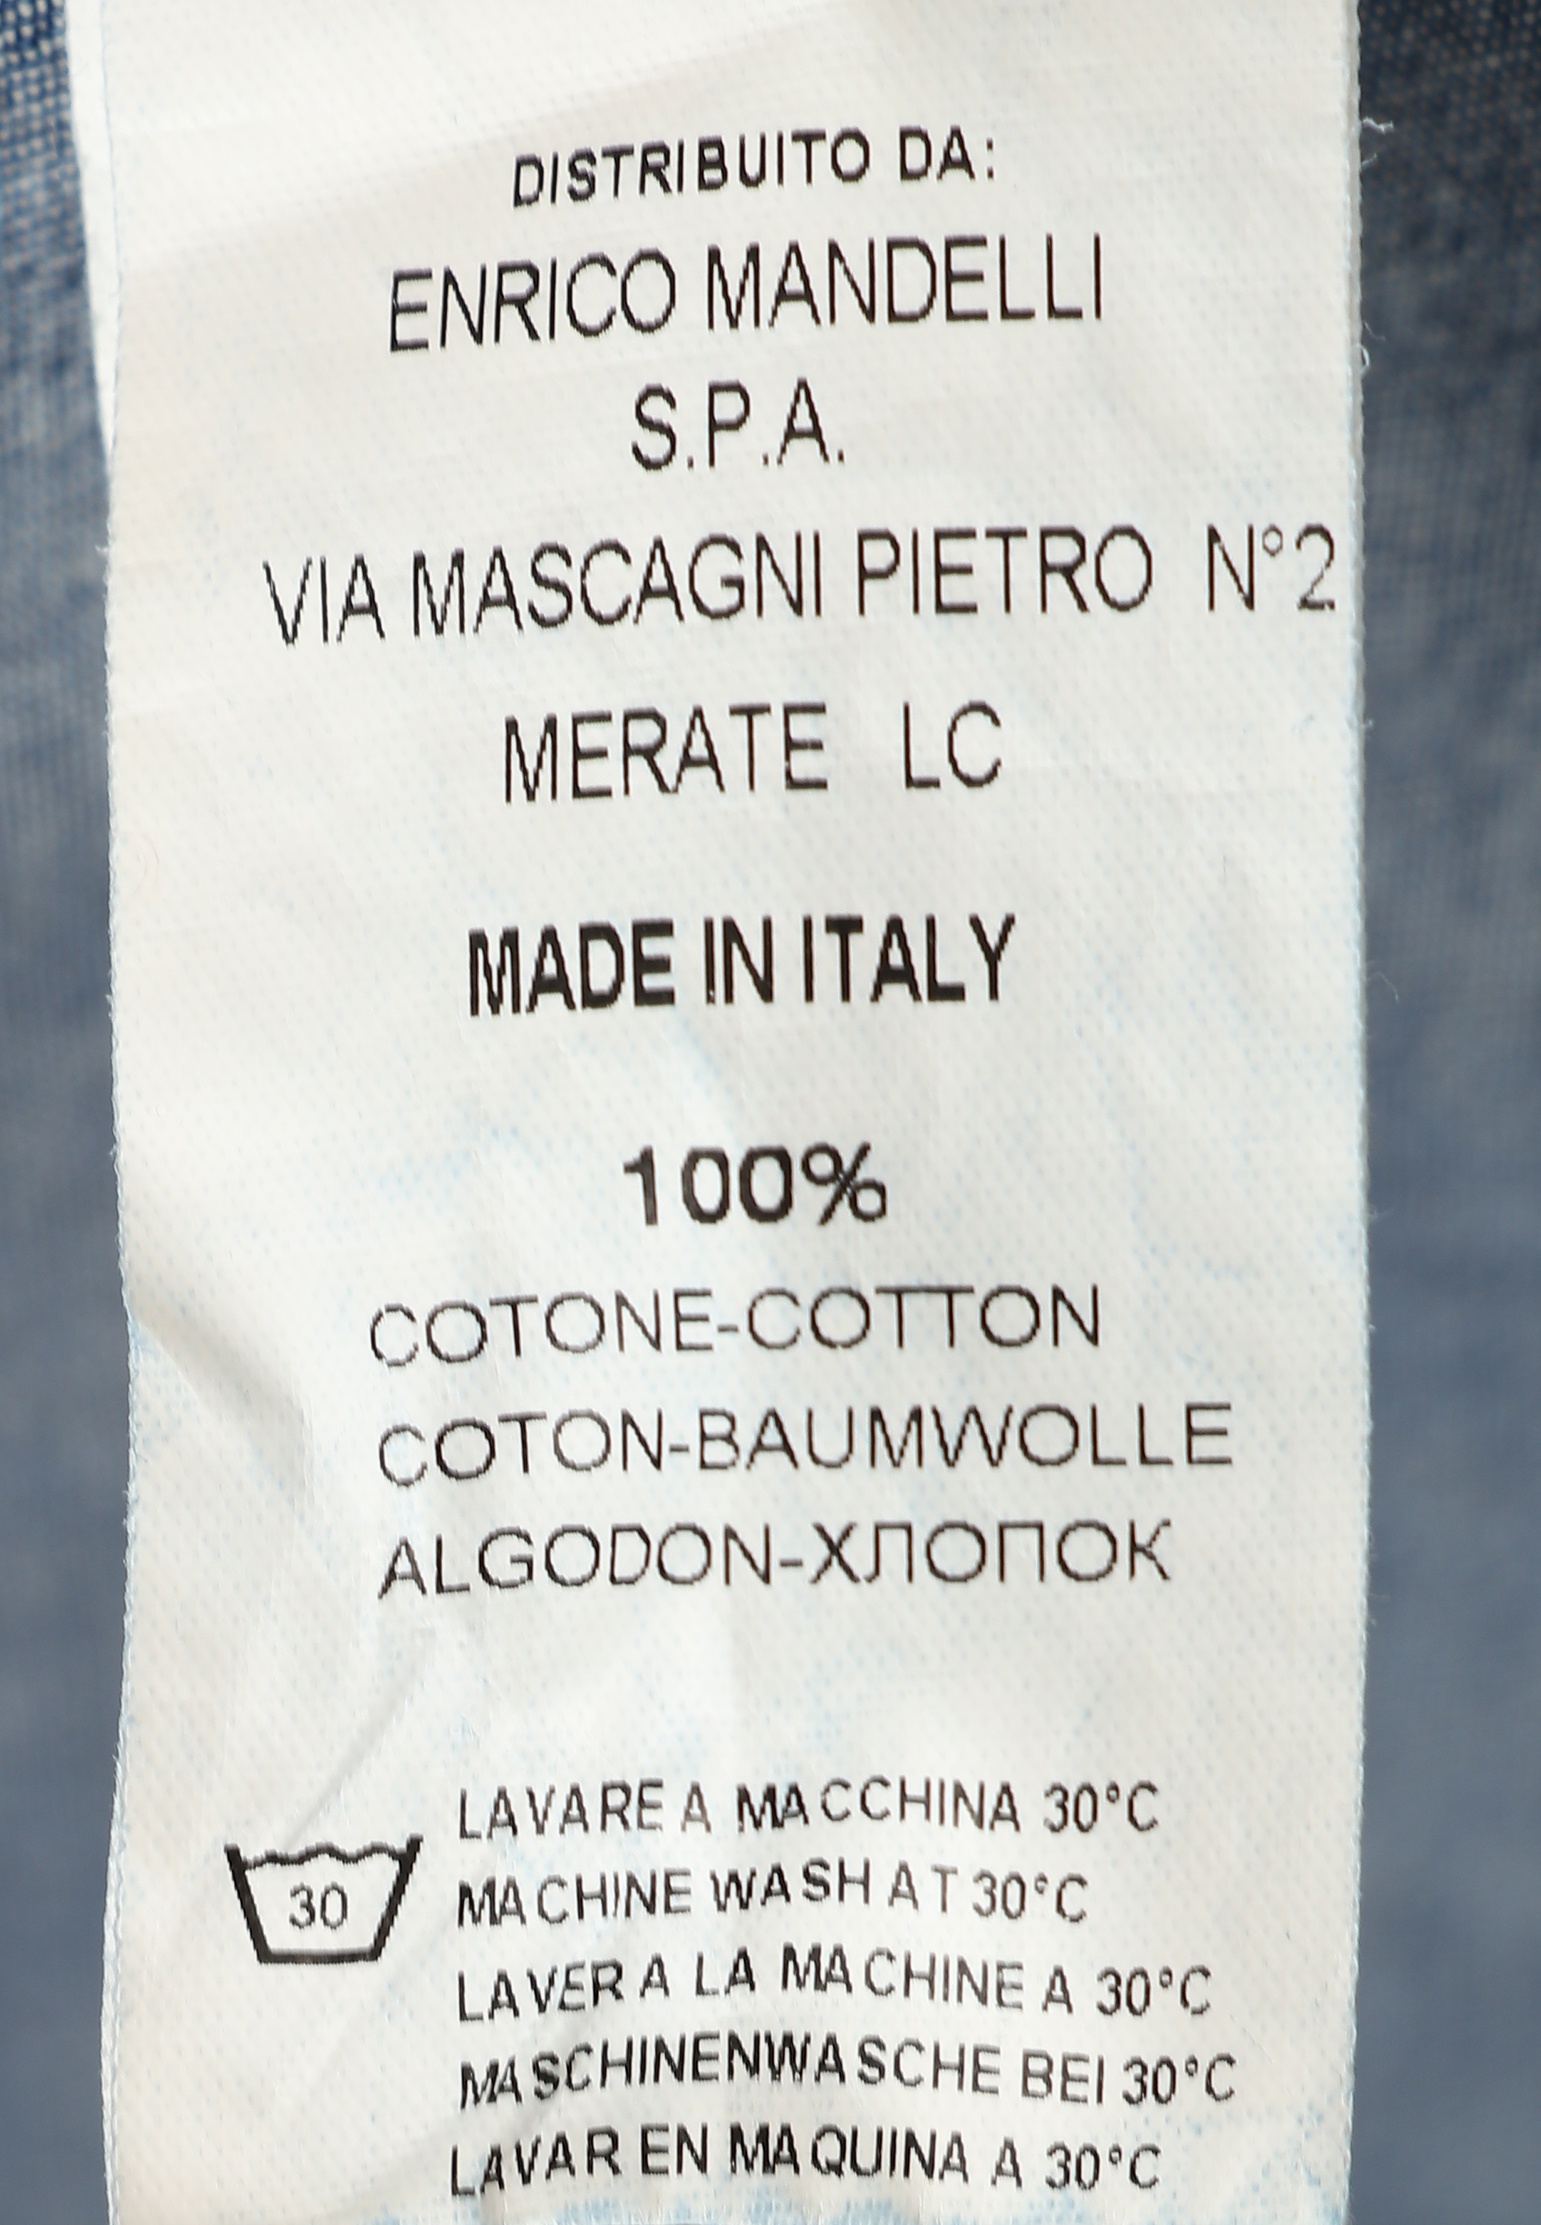 DISTRIBUITO DA:
ENRICO MANDELLI
S.P.A.
VIA MASCAGNI PIETRO N°2
MERATE LC
MADE IN ITALY
100%
COTONE-COTTON
COTON-BAUMWOLLE
ALGODON-ХЛОПОК
LAVARE A MACCHINA 30°C
MACHINE WASH AT 30°C
30
LAVER A LA MACHINE A 30°C
MASCHINENWASCHE BEI 30°C
LAVAR EN MAQUINA A 30°C